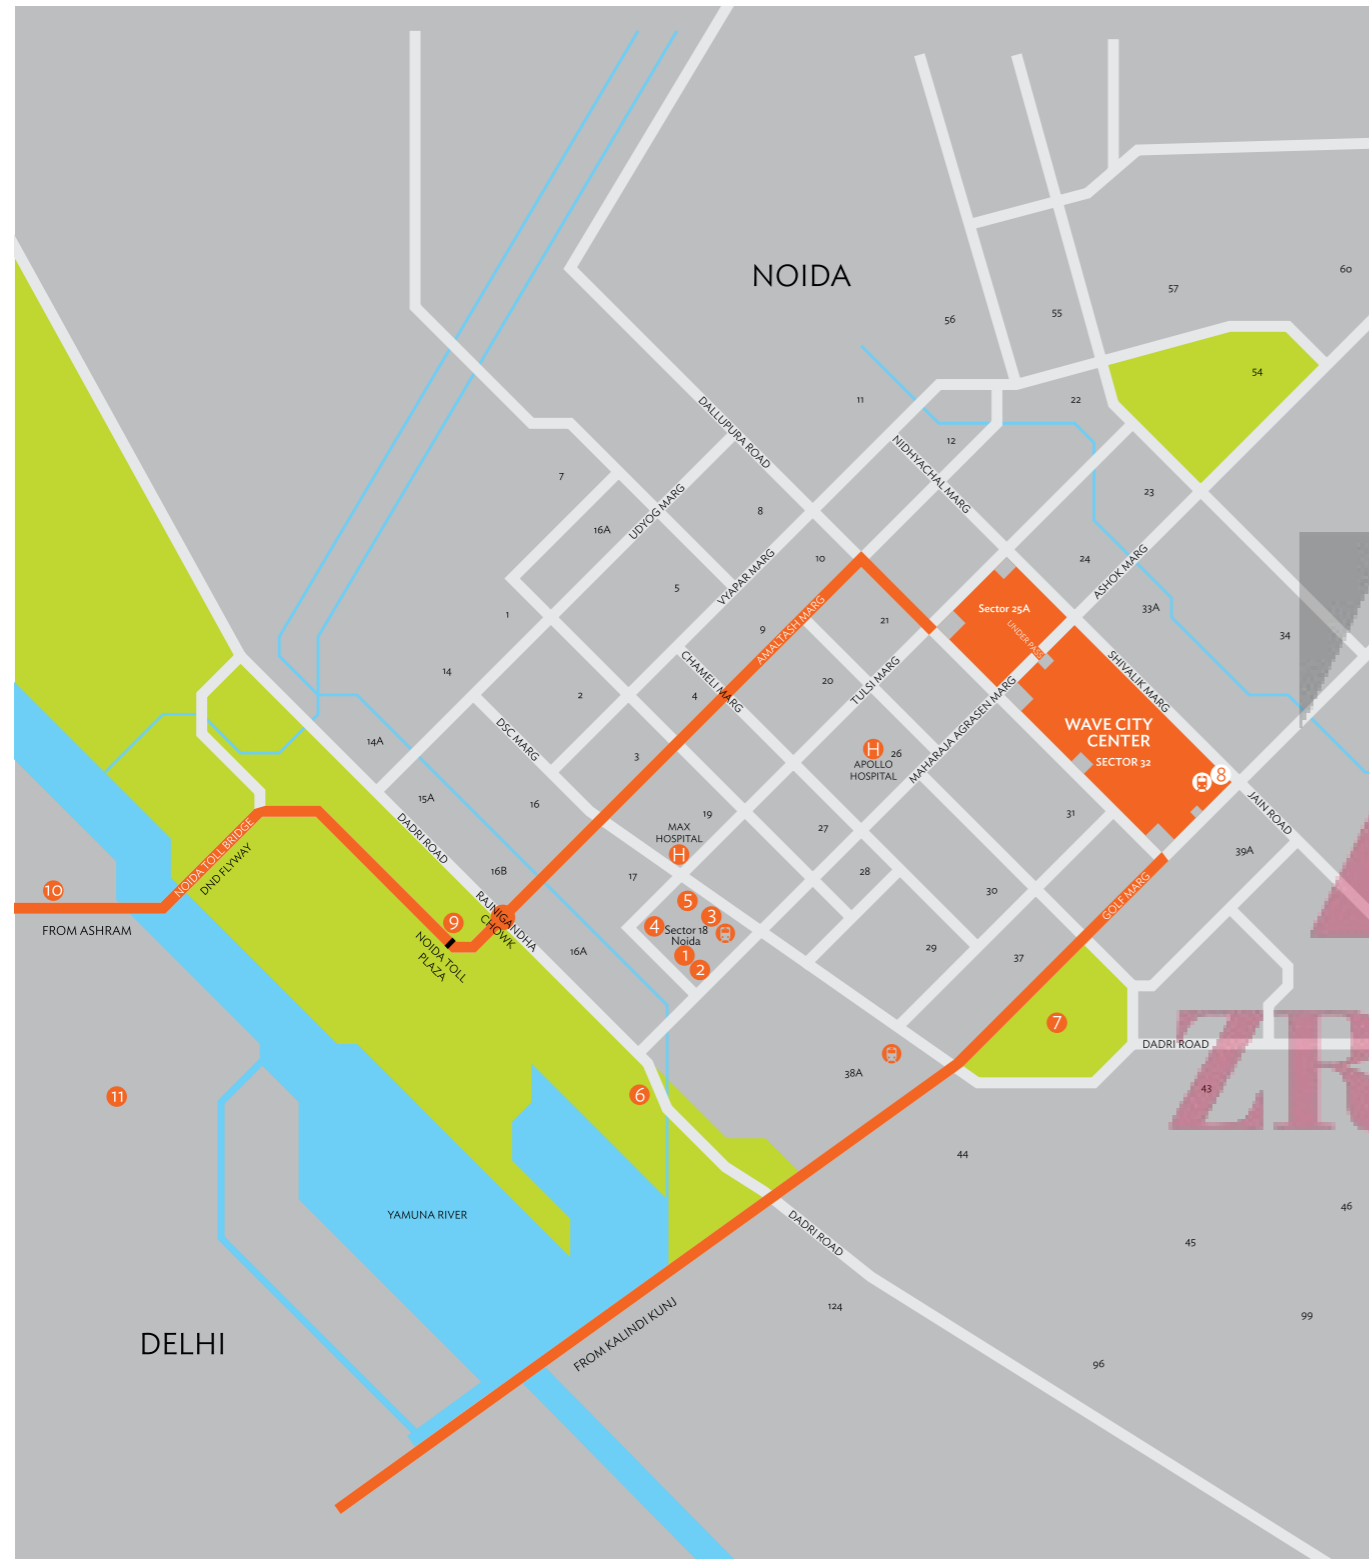 NOIDA
60
57
55
56
54
22
11
12
DALLUPURA ROAD
NIDHYACHAL MARG
7
23
UDYOG MARG
8
16A
24
10
ASHOK MARG
VYAPAR MARG
5
Sector 25A
33A
1
AMALTASH MARG
21
9
UNDER PASS
34
CHAMELI MARG
14
20
TULSI MARG
SHIVALIK MARG
2
4
MAHARAJA AGRASEN MARG
WAVE CITY
CENTER
SECTOR 32
DSC MARG
14A
H
26
APOLLO
HOSPITAL
3
8
15A
16
19
31
JAIN ROAD
DADRI ROAD
MAX
HOSPITAL
H
27
39A
NOIDA TOLL BRIDGE
DND FLYWAY
16B
17
28
30
GOLF MARG
10
FROM ASHRAM
RAJNIGANDHA
CHOWK
5
3
4
Sector 18
Noida
1
2
9
NOIDA TOLL
PLAZA
16A
29
37
7
DADRI ROAD
38A
ZR
43
11
6
44
YAMUNA RIVER
46
DADRI ROAD
45
124
99
FROM KALINDI KUNJ
DELHI
96